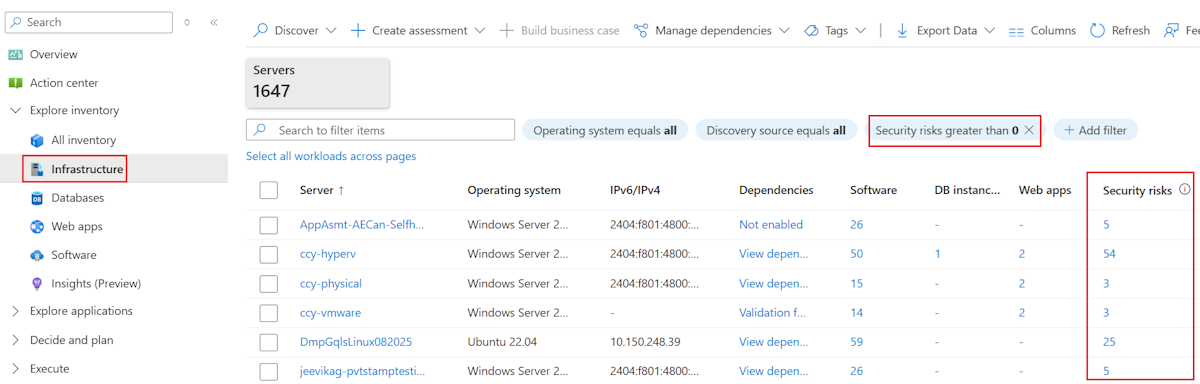 Search
Discover Create assessment Build business case Manage dependencies Tags Export Data Columns Refresh Fee
Overview
Action center
Explore inventory
All inventory
Infrastructure
Databases
Web apps
Software
Insights (Preview)
Explore applications
Decide and plan
Execute
Servers
1647
Search to filter items
Operating system equals all
Discovery source equals all
Security risks greater than 0
Add filter
Select all workloads across pages
Server ↑ Operating system IPv6/IPv4 Dependencies Software DB instanc... Web apps Security risks
AppAsmt-AECan-Selfh... Windows Server 2... 2404:f801:4800:... Not enabled 26 - - 5
ccy-hyperv Windows Server 2... 2404:f801:4800:... View depen... 50 1 2 54
ccy-physical Windows Server 2... 2404:f801:4800:... View depen... 15 - 2 3
ccy-vmware Windows Server 2... - Validation f... 14 - 2 3
DmpGqlsLinux082025 Ubuntu 22.04 10.150.248.39 View depen... 59 - - 25
jeevikag-pvtstamptesti... Windows Server 2... 2404:f801:4800:... View depen... 26 - - 5